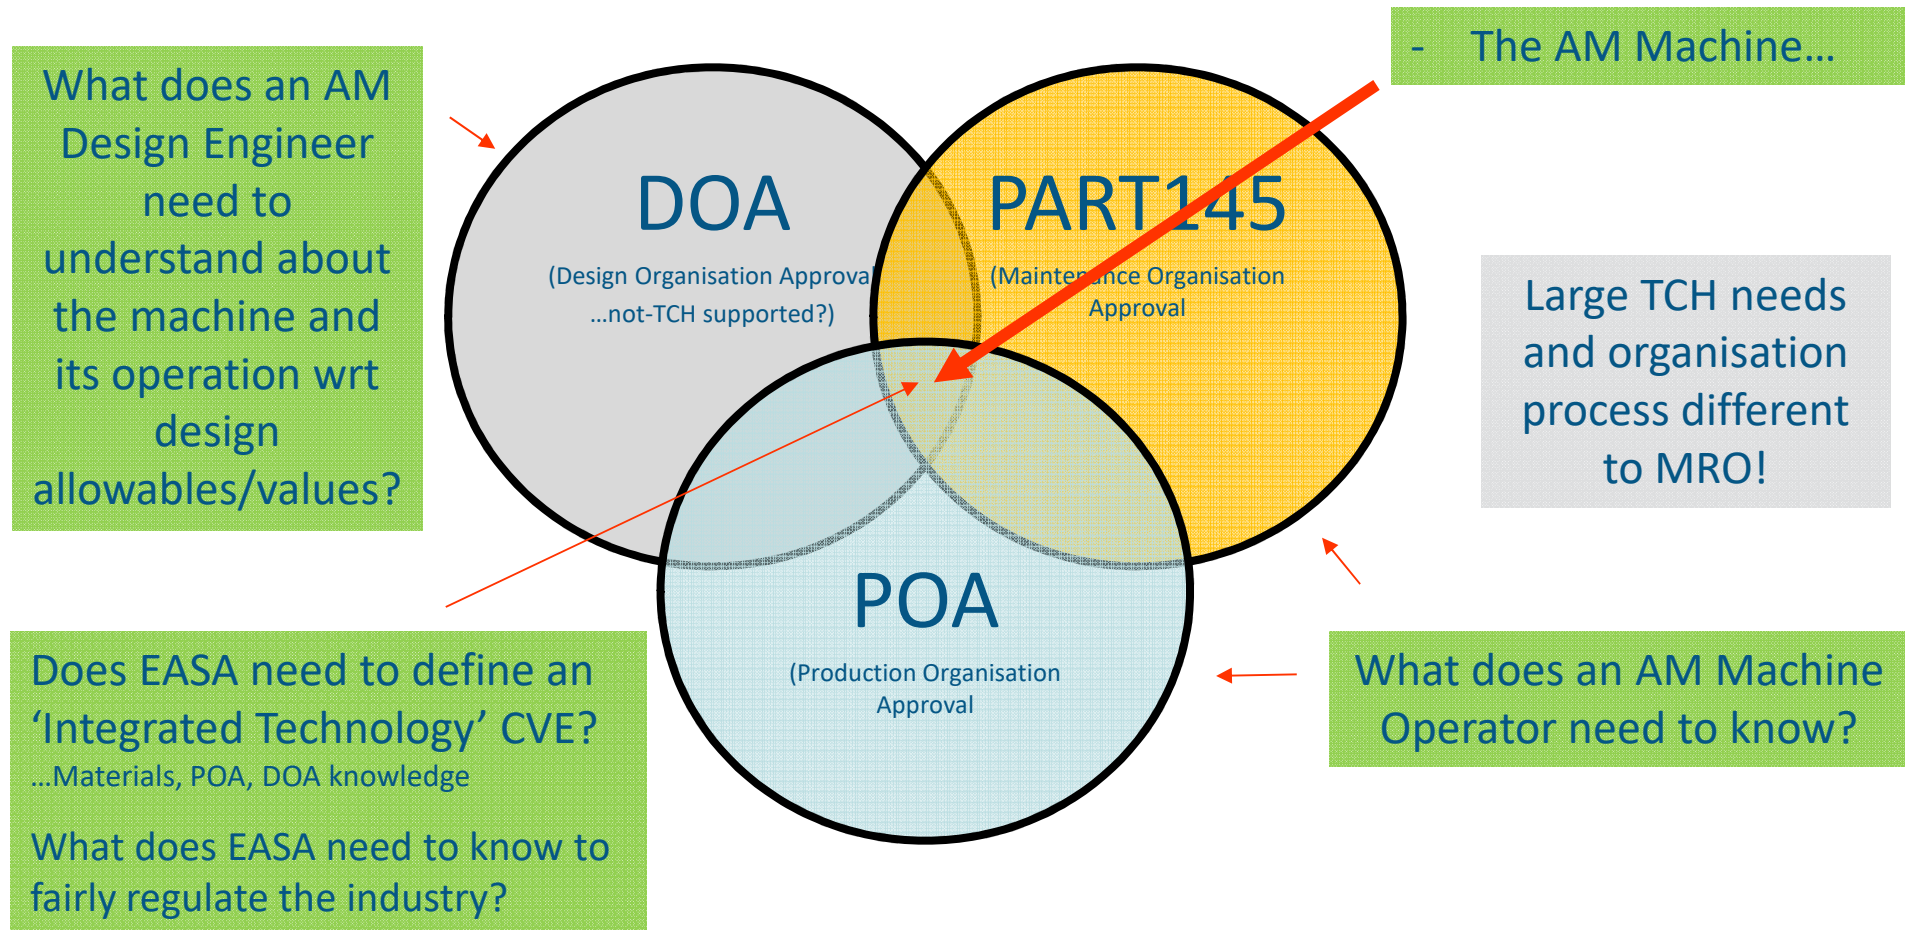 What does an AM
Design Engineer
need to
understand about
the machine and
its operation wrt
design
allowables/values?
DOA
(Design Organisation Approval
...not-TCH supported?)
PART145
(Maintenance Organisation
Approval
- The AM Machine...
Large TCH needs
and organisation
process different
to MRO!
POA
(Production Organisation
Approval
Does EASA need to define an
‘Integrated Technology’ CVE?
...Materials, POA, DOA knowledge
What does EASA need to know to
fairly regulate the industry?
What does an AM Machine
Operator need to know?